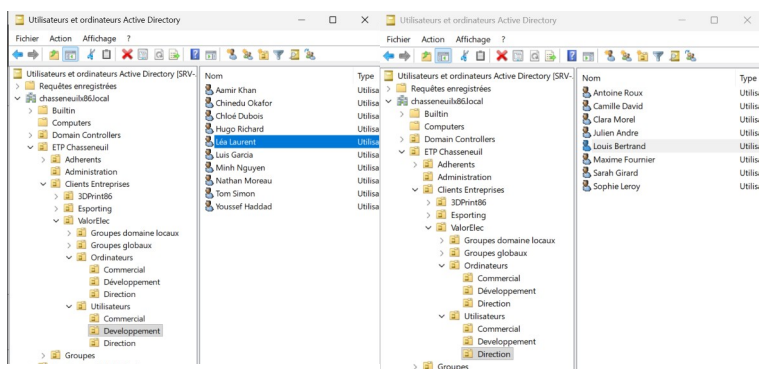 Utilisateurs et ordinateurs Active Directory
Fichier Action Affichage ?
Utilisateurs et ordinateurs Active Directory [SRV-
Requêtes enregistrées
chasseneuilx86.local
Builtin
Computers
Domain Controllers
ETP Chasseneuil
Adherents
Administration
Clients Entreprises
3DPrint86
Esporting
ValorElec
Groupes domaine locaux
Groupes globaux
Ordinateurs
Commercial
Développement
Direction
Utilisateurs
Commercial
Developpement
Direction
Groupes
Nom Type
Aamir Khan Utilisa
Chinedu Okafor Utilisa
Chloé Dubois Utilisa
Hugo Richard Utilisa
Léa Laurent Utilisa
Luis Garcia Utilisa
Minh Nguyen Utilisa
Nathan Moreau Utilisa
Tom Simon Utilisa
Youssef Haddad Utilisa
Utilisateurs et ordinateurs Active Directory
Fichier Action Affichage ?
Utilisateurs et ordinateurs Active Directory [SRV-
Requêtes enregistrées
chasseneuilx86.local
Builtin
Computers
Domain Controllers
ETP Chasseneuil
Adherents
Administration
Clients Entreprises
3DPrint86
Esporting
ValorElec
Groupes domaine locaux
Groupes globaux
Ordinateurs
Commercial
Développement
Direction
Utilisateurs
Commercial
Developpement
Direction
Groupes
Nom Type
Antoine Roux Utilisa
Camille David Utilisa
Clara Morel Utilisa
Julien Andre Utilisa
Louis Bertrand Utilisa
Maxime Fournier Utilisa
Sarah Girard Utilisa
Sophie Leroy Utilisa